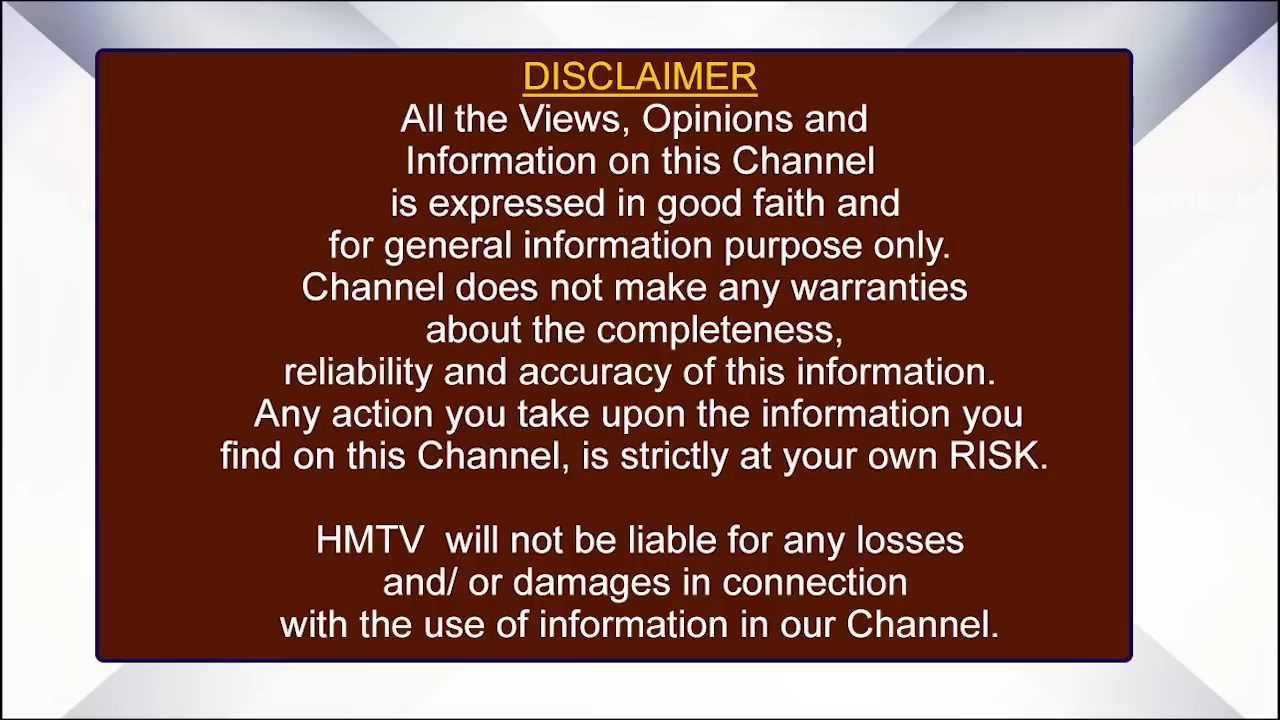 DISCLAIMER
All the Views, Opinions and
Information on this Channel
is expressed in good faith and
for general information purpose only.
Channel does not make any warranties
about the completeness,
reliability and accuracy of this information.
Any action you take upon the information you
find on this Channel, is strictly at your own RISK.
HMTV will not be liable for any losses
and/ or damages in connection
with the use of information in our Channel.